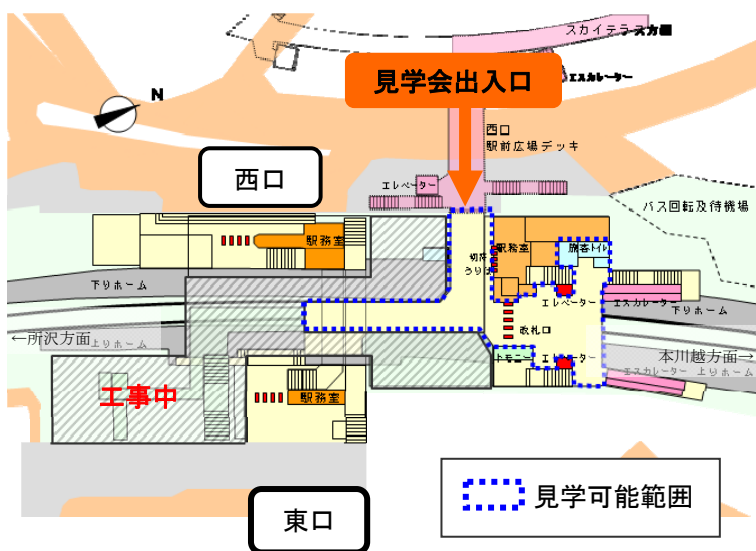 スカイテラス方面
エスカレーター
見学会出入口
N
西口
駅前広場デッキ
エレベーター
西口
バス回転及待機場
駅務室
切符
うりば
駅務室
旅客トイレ
下りホーム
エレベーター
エスカレーター
下りホーム
改札口
←所沢方面
上りホーム
トモニー
エレベーター
本川越方面→
エスカレーター
上りホーム
工事中
駅務室
見学可能範囲
東口